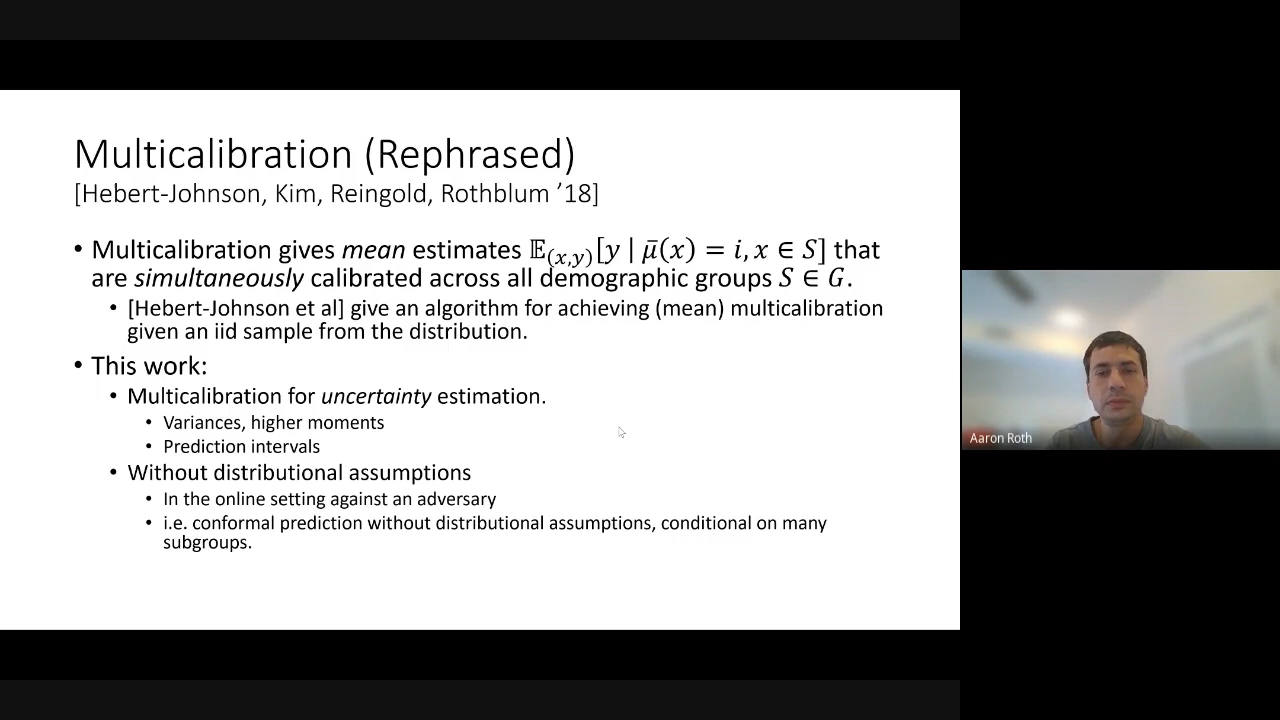 Multicalibration (Rephrased)
[Hebert-Johnson, Kim, Reingold, Rothblum ’18]
• Multicalibration gives mean estimates 𝔼₍ₓ,ᵧ₎[y | μ̄(x) = i, x ∈ S] that
are simultaneously calibrated across all demographic groups S ∈ G.
• [Hebert-Johnson et al] give an algorithm for achieving (mean) multicalibration
given an iid sample from the distribution.
• This work:
• Multicalibration for uncertainty estimation.
• Variances, higher moments
• Prediction intervals
• Without distributional assumptions
• In the online setting against an adversary
• i.e. conformal prediction without distributional assumptions, conditional on many
subgroups.
Aaron Roth